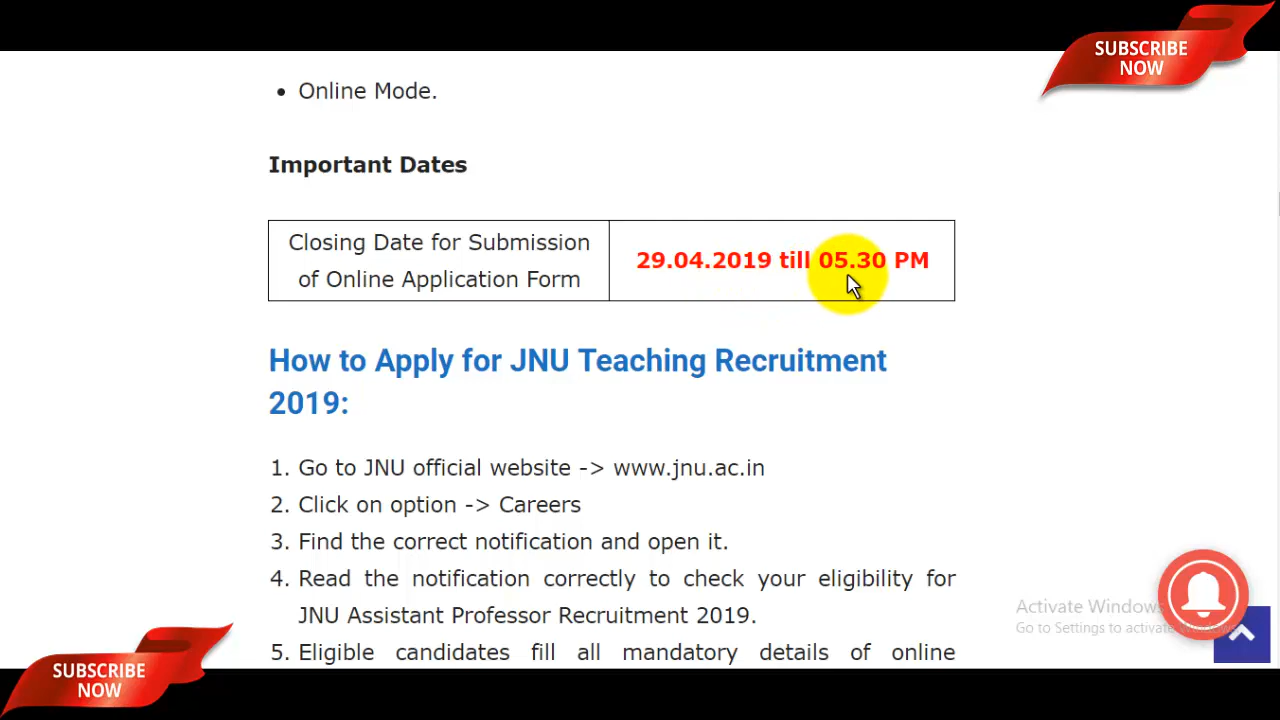 SUBSCRIBE
NOW
• Online Mode.
Important Dates
Closing Date for Submission
of Online Application Form
29.04.2019 till 05.30 PM
How to Apply for JNU Teaching Recruitment
2019:
1. Go to JNU official website -> www.jnu.ac.in
2. Click on option -> Careers
3. Find the correct notification and open it.
4. Read the notification correctly to check your eligibility for
JNU Assistant Professor Recruitment 2019.
5. Eligible candidates fill all mandatory details of online
Activate Windows
Go to Settings to activate Windows.
SUBSCRIBE
NOW